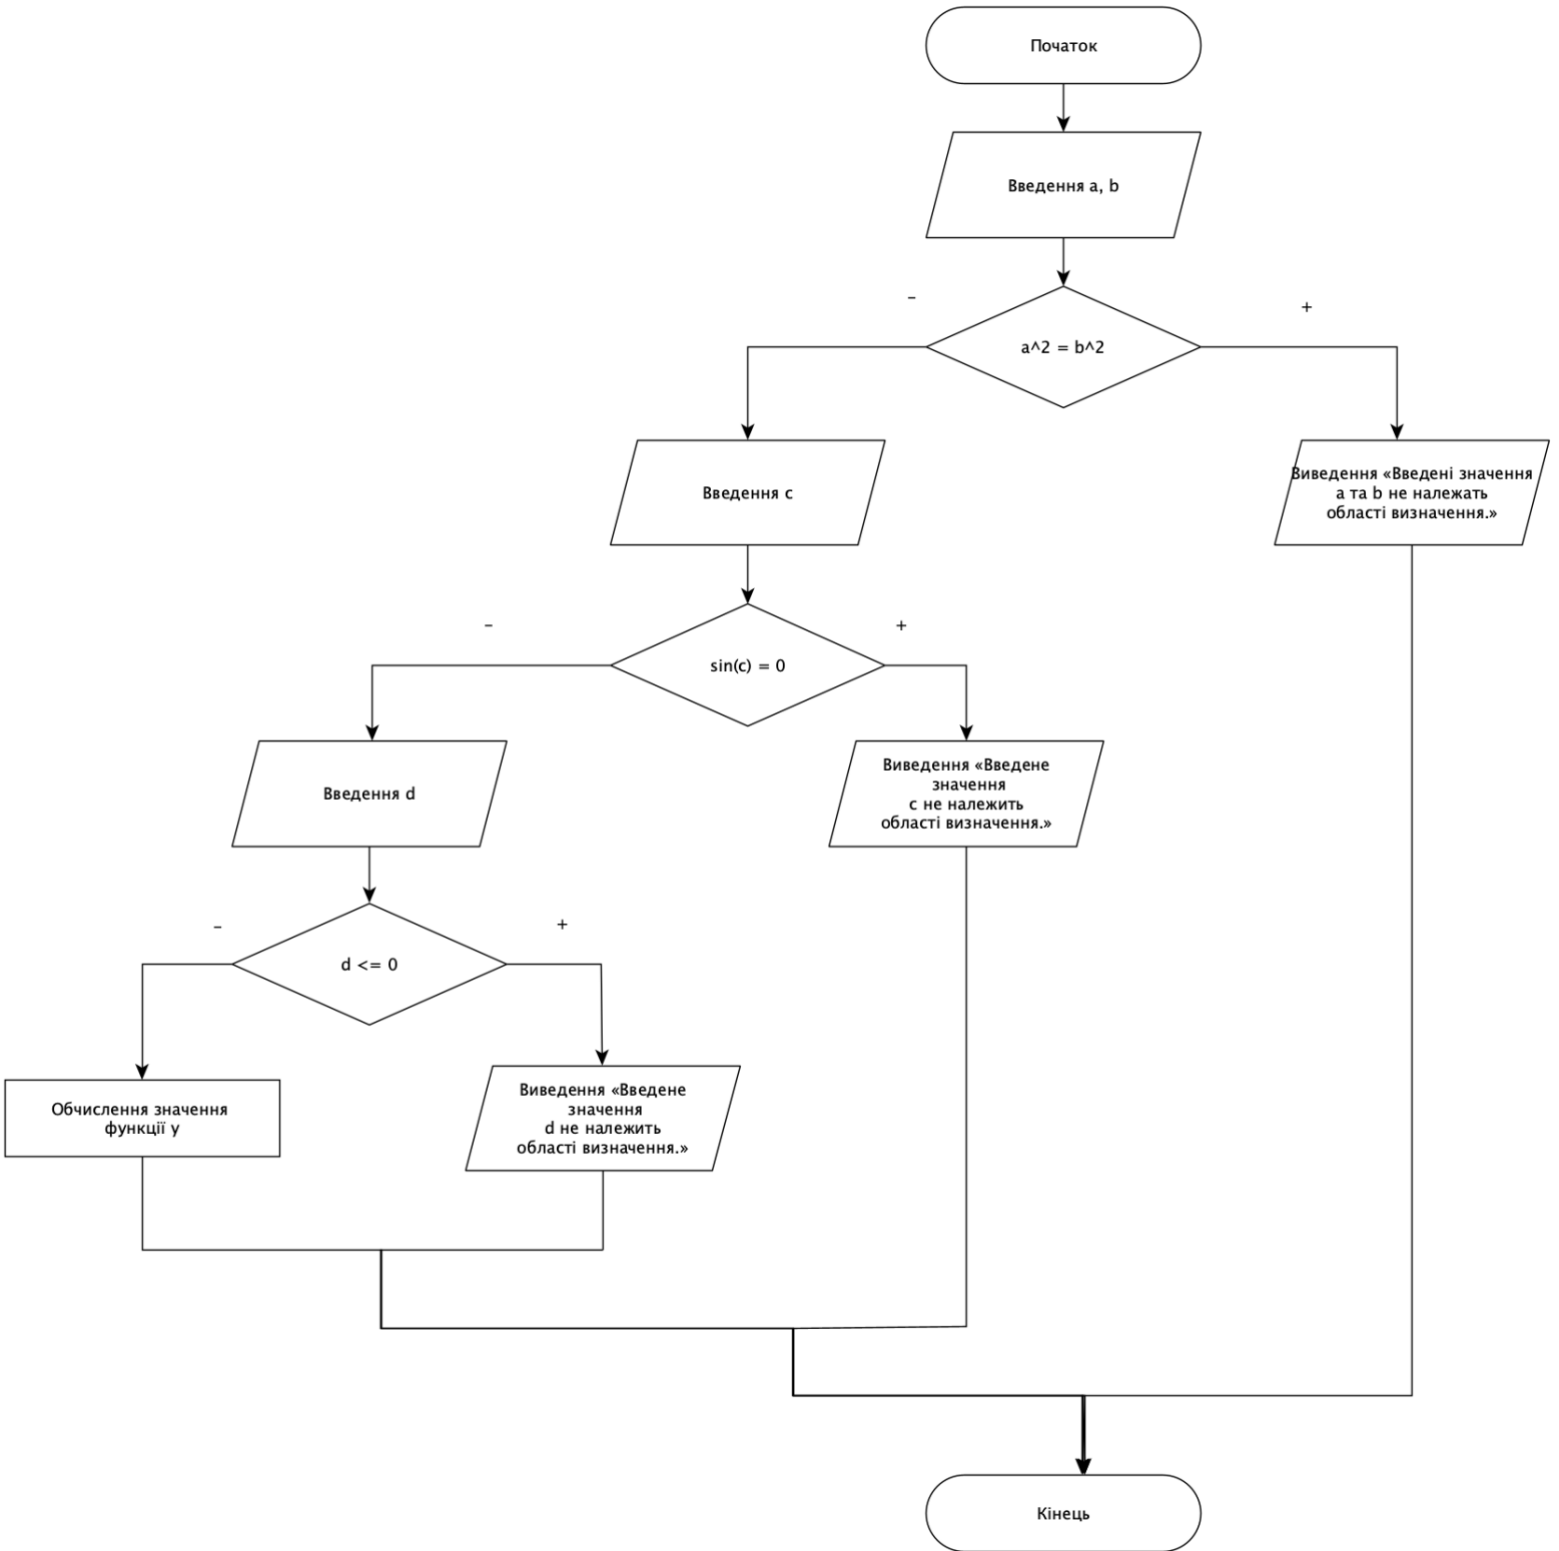 Початок
Введення a, b
–
+
a^2 = b^2
Введення c
Виведення «Введені значення
a та b не належать
області визначення.»
–
+
sin(c) = 0
Введення d
Виведення «Введене
значення
c не належить
області визначення.»
–
+
d <= 0
Обчислення значення
функції y
Виведення «Введене
значення
d не належить
області визначення.»
Кінець